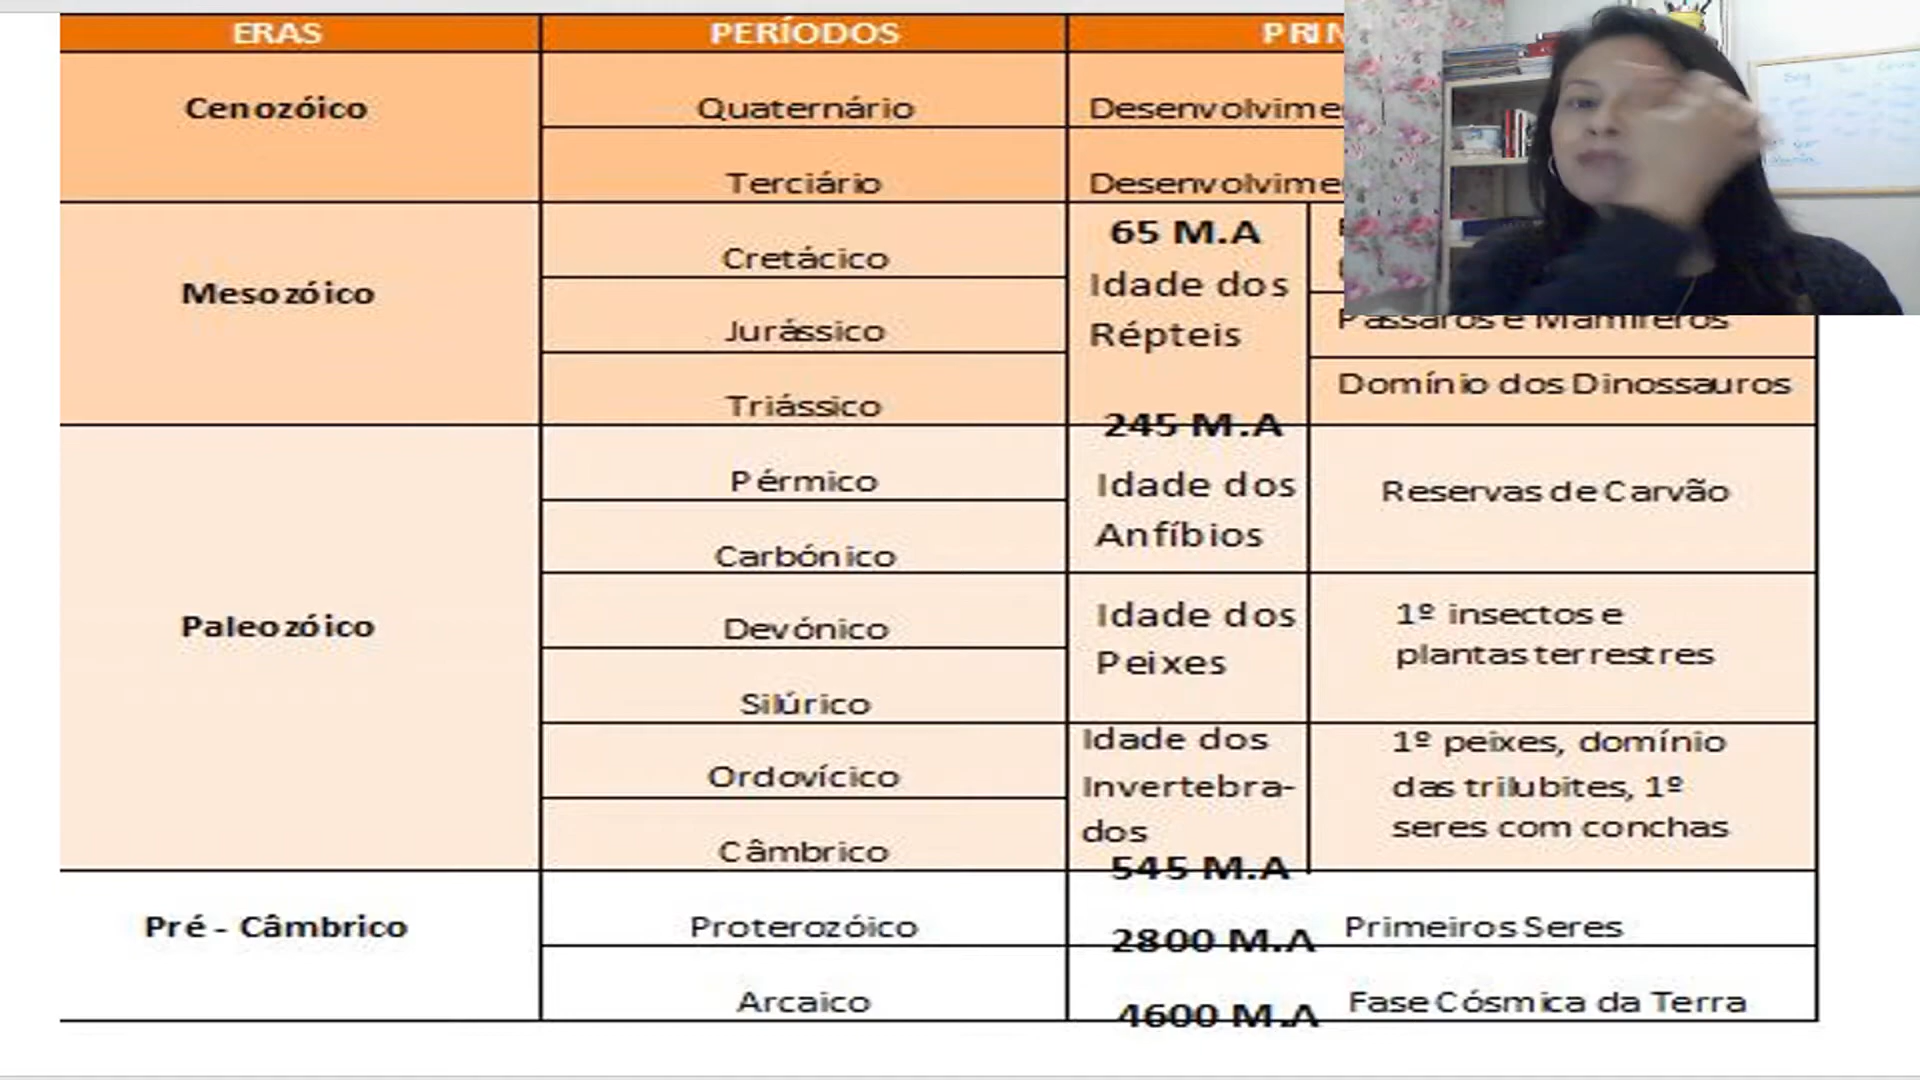 ERAS
PERÍODOS
Cenozóico
Quaternário
Terciário
Mesozóico
Cretácico
Jurássico
Triássico
65 M.A
Idade dos
Répteis
Pássaros e Mamíferos
Domínio dos Dinossauros
245 M.A
Paleozóico
Pérmico
Carbónico
Devónico
Silúrico
Ordovícico
Câmbrico
Idade dos
Anfíbios
Reservas de Carvão
Idade dos
Peixes
1º insectos e
plantas terrestres
Idade dos
Invertebra-
dos
1º peixes, domínio
das trilubites, 1º
seres com conchas
545 M.A
Pré - Câmbrico
Proterozóico
2800 M.A
Primeiros Seres
Arcaico
4600 M.A
Fase Cósmica da Terra